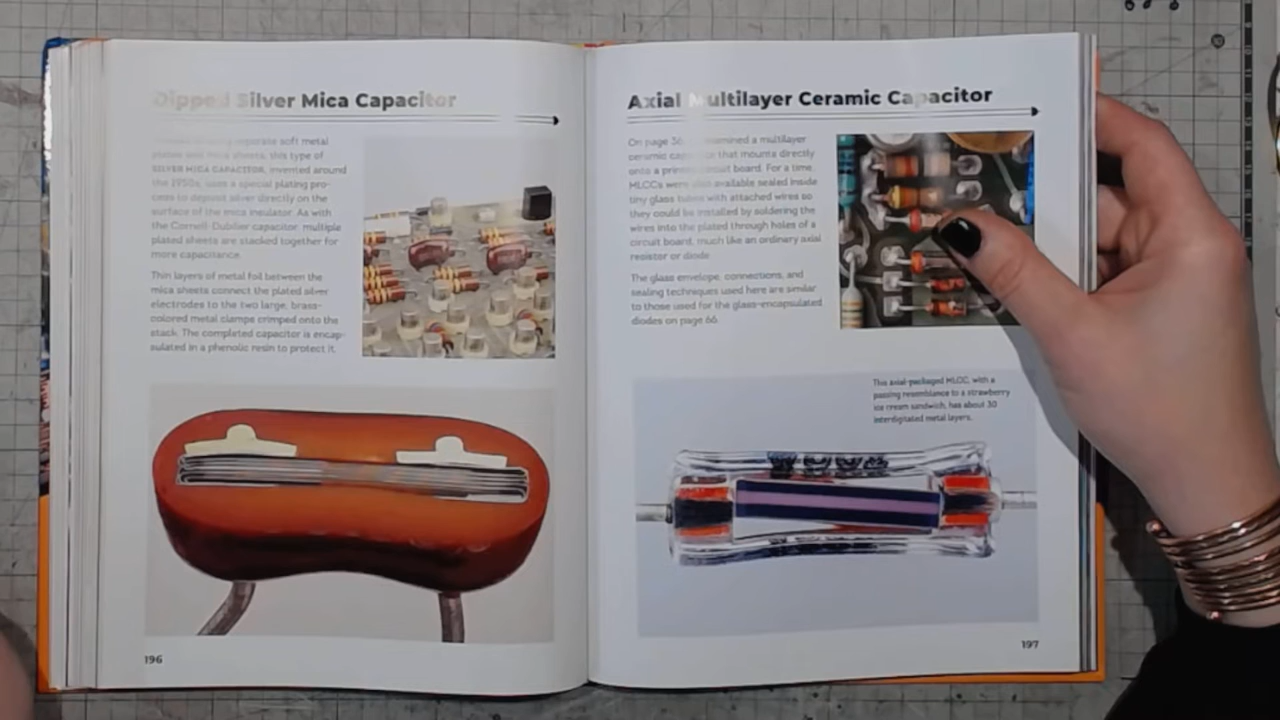 Dipped Silver Mica Capacitor
separate soft metal
mica sheets, this type of
SILVER MICA CAPACITOR, invented around
the 1950s, uses a special plating pro-
cess to deposit silver directly on the
surface of the mica insulator. As with
the Cornell-Dubilier capacitor, multiple
plated sheets are stacked together for
more capacitance.
Thin layers of metal foil between the
mica sheets connect the plated silver
electrodes to the two large, brass-
colored metal clamps crimped onto the
stack. The completed capacitor is encap-
sulated in a phenolic resin to protect it.
196
Axial Multilayer Ceramic Capacitor
On page 36, examined a multilayer
ceramic that mounts directly
onto a printed circuit board. For a time,
MLCCs were also available sealed inside
tiny glass tubes with attached wires so
they could be installed by soldering the
wires into the plated through holes of a
circuit board, much like an ordinary axial
resistor or diode.
The glass envelope, connections, and
sealing techniques used here are similar
to those used for the glass-encapsulated
diodes on page 66.
This axial-packaged MLCC, with a
passing resemblance to a strawberry
ice cream sandwich, has about 30
interdigitated metal layers.
197